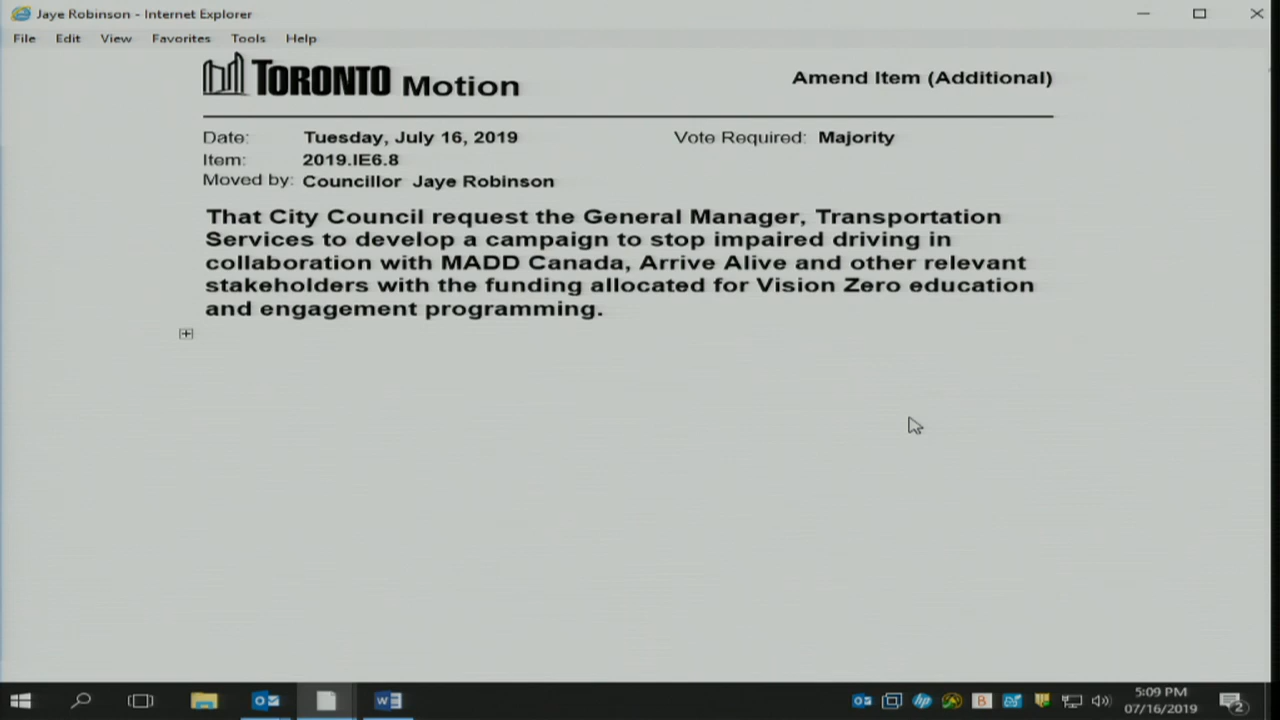 Jaye Robinson - Internet Explorer
File Edit View Favorites Tools Help
TORONTO Motion
Amend Item (Additional)
Date: Tuesday, July 16, 2019 Vote Required: Majority
Item: 2019.IE6.8
Moved by: Councillor Jaye Robinson
That City Council request the General Manager, Transportation
Services to develop a campaign to stop impaired driving in
collaboration with MADD Canada, Arrive Alive and other relevant
stakeholders with the funding allocated for Vision Zero education
and engagement programming.
5:09 PM
07/16/2019
2